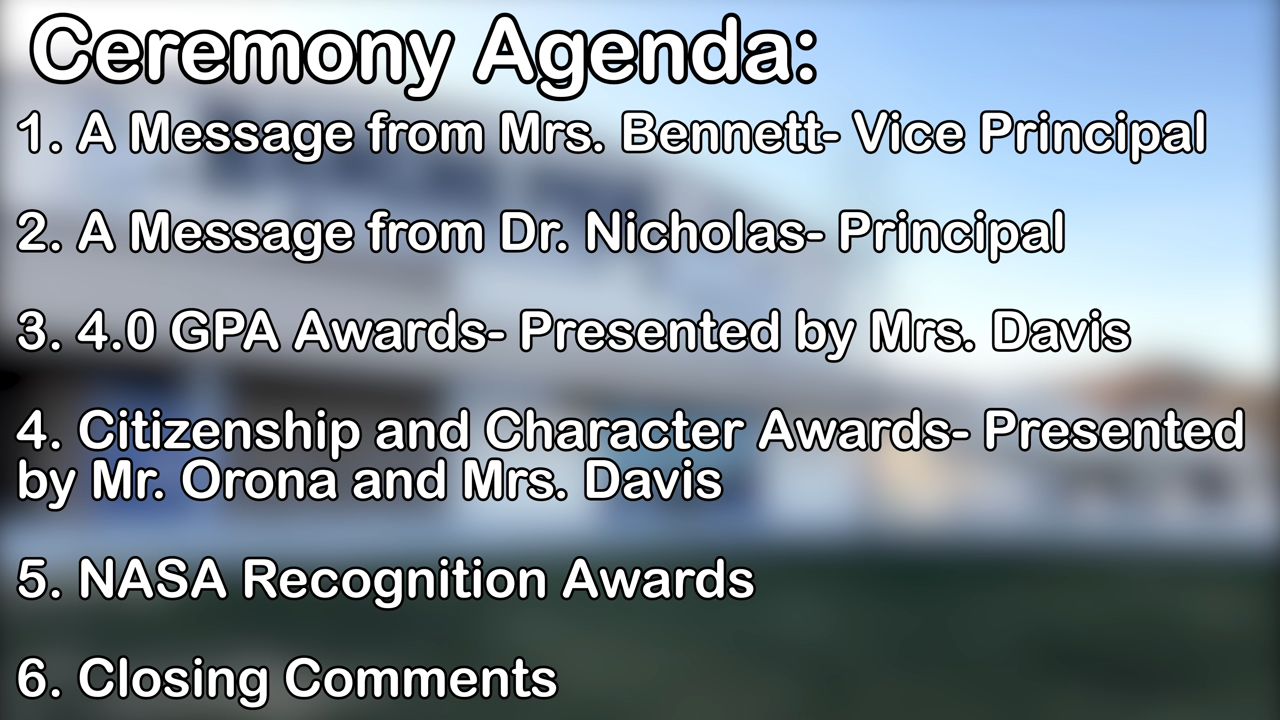 Ceremony Agenda:
1. A Message from Mrs. Bennett- Vice Principal
2. A Message from Dr. Nicholas- Principal
3. 4.0 GPA Awards- Presented by Mrs. Davis
4. Citizenship and Character Awards- Presented
by Mr. Orona and Mrs. Davis
5. NASA Recognition Awards
6. Closing Comments